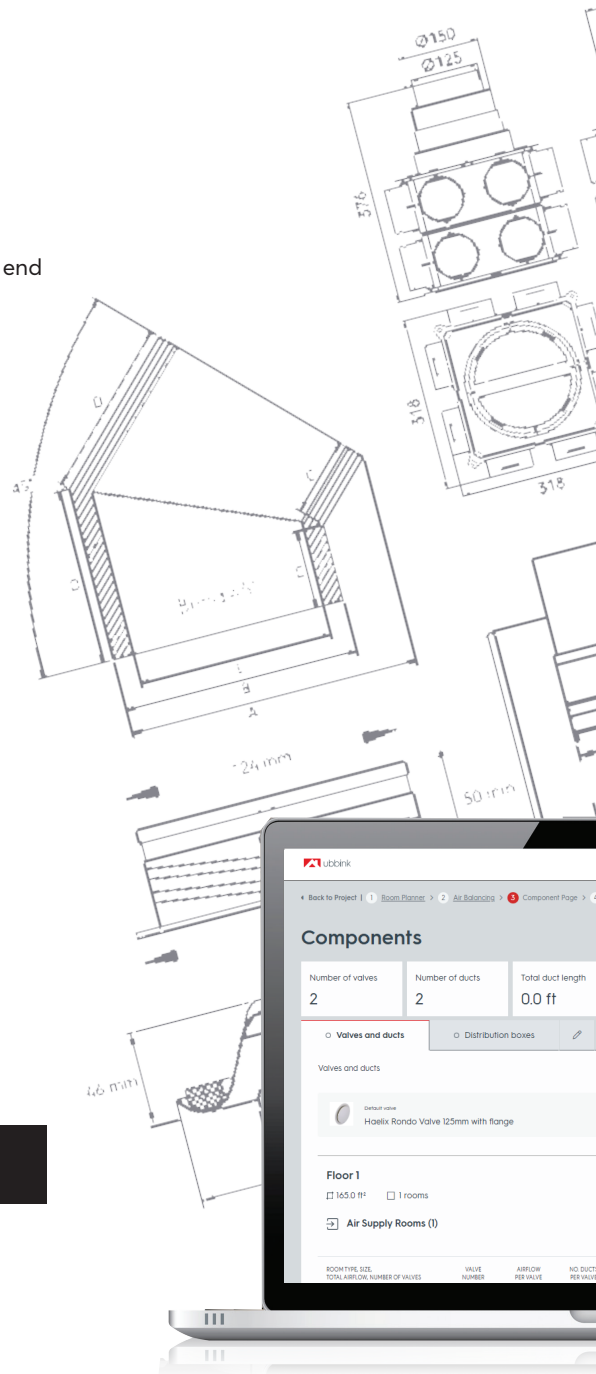 Ø150
Ø125
376
end
318
318
45°
D
C
D
D
L
B
A
24 mm
50 mm
46 mm
ubbink
Back to Project | 1 Room Planner > 2 Air Balancing > 3 Component Page > 4
Components
Number of valves
Number of ducts
Total duct length
2
2
0.0 ft
Valves and ducts
Distribution boxes
Valves and ducts
Default valve
Haelix Rondo Valve 125mm with flange
Floor 1
165.0 ft²
1 rooms
Air Supply Rooms (1)
ROOM TYPE, SIZE,
TOTAL AIRFLOW, NUMBER OF VALVES
VALVE
NUMBER
AIRFLOW
PER VALVE
NO. DUCTS
PER VALVE